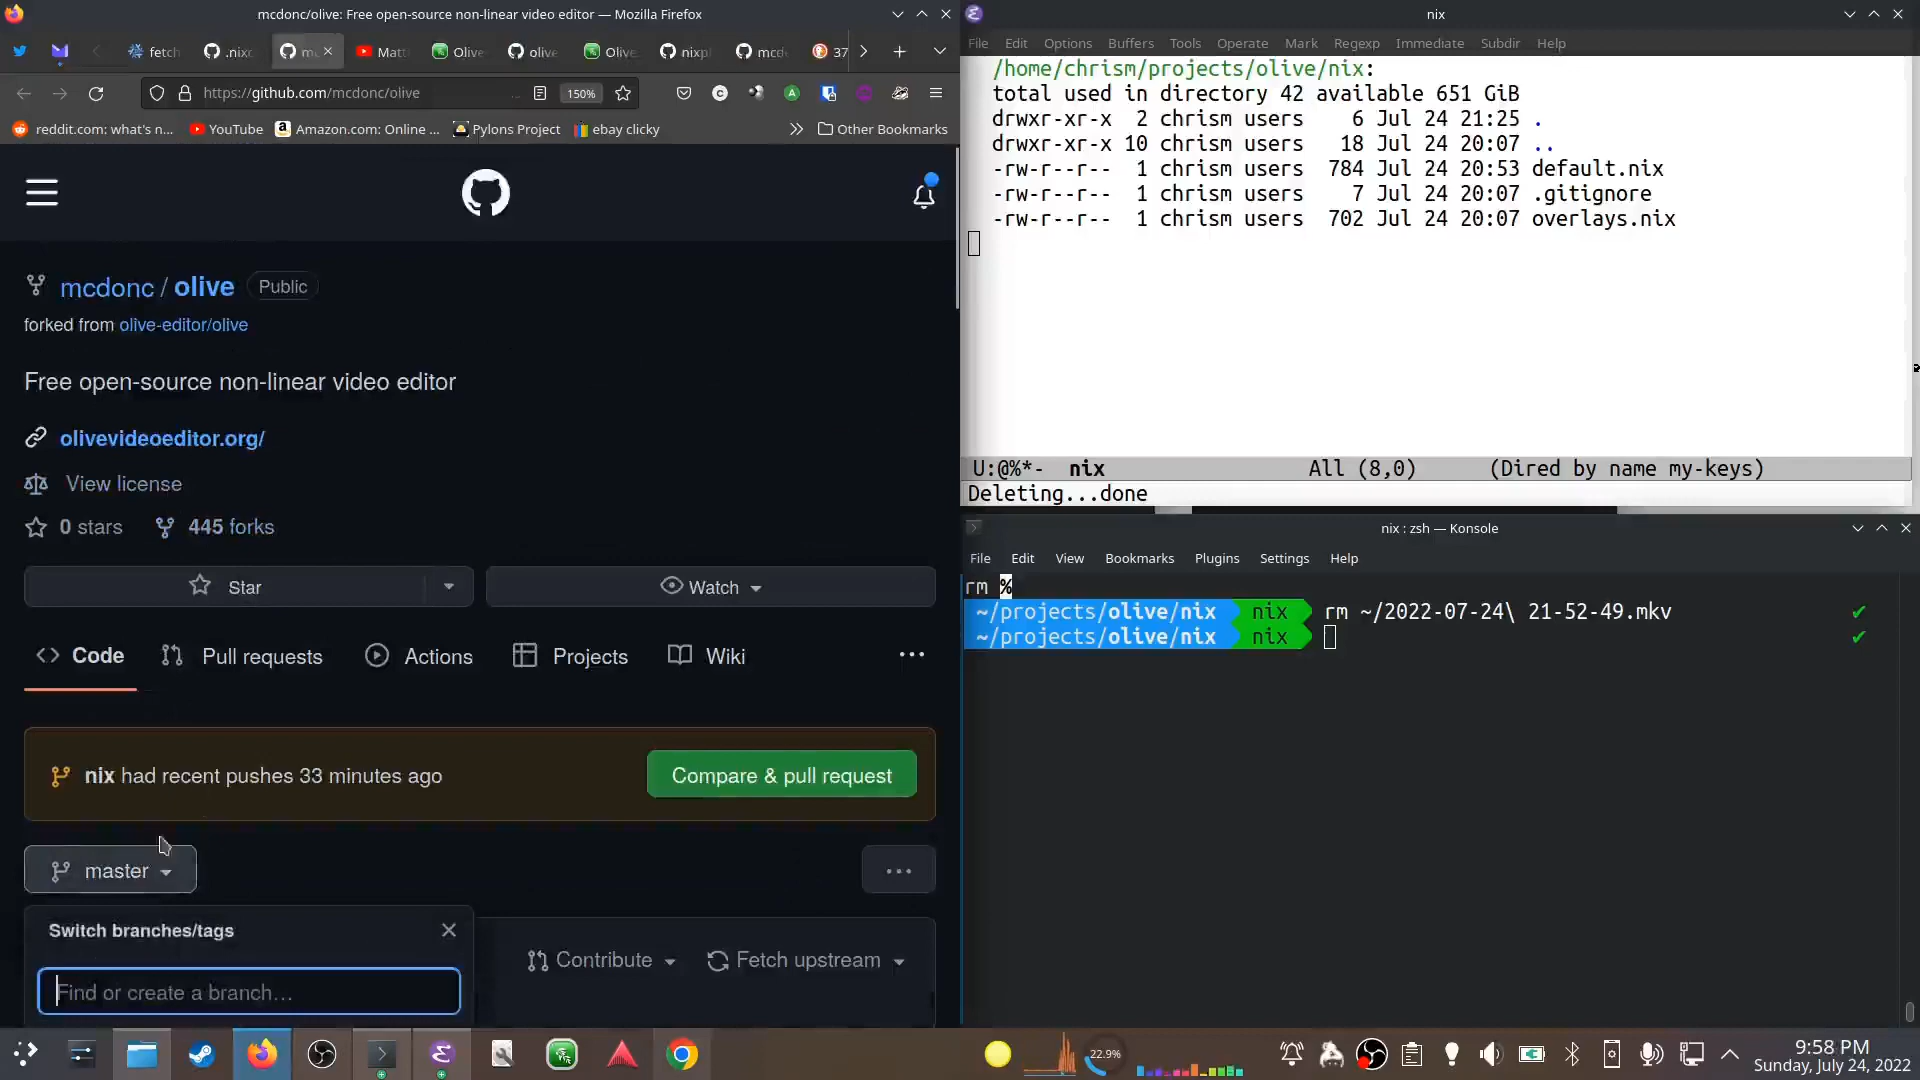 mcdonc/olive: Free open-source non-linear video editor — Mozilla Firefox
fetch
.nixc
mc
Matt
Olive
olive
Olive
nixpl
mcd
37
https://github.com/mcdonc/olive
150%
reddit.com: what's n...
YouTube
Amazon.com: Online ...
Pylons Project
ebay clicky
Other Bookmarks
mcdonc / olive
Public
forked from olive-editor/olive
Free open-source non-linear video editor
olivevideoeditor.org/
View license
0 stars
445 forks
Star
Watch
Code
Pull requests
Actions
Projects
Wiki
...
nix had recent pushes 33 minutes ago
Compare & pull request
master
...
Switch branches/tags
Find or create a branch...
Contribute
Fetch upstream
nix
File Edit Options Buffers Tools Operate Mark Regexp Immediate Subdir Help
/home/chrism/projects/olive/nix:
total used in directory 42 available 651 GiB
drwxr-xr-x 2 chrism users 6 Jul 24 21:25 .
drwxr-xr-x 10 chrism users 18 Jul 24 20:07 ..
-rw-r--r-- 1 chrism users 784 Jul 24 20:53 default.nix
-rw-r--r-- 1 chrism users 7 Jul 24 20:07 .gitignore
-rw-r--r-- 1 chrism users 702 Jul 24 20:07 overlays.nix
U:@%*- nix All (8,0) (Dired by name my-keys)
Deleting...done
nix : zsh — Konsole
File Edit View Bookmarks Plugins Settings Help
rm %
~/projects/olive/nix nix rm ~/2022-07-24\ 21-52-49.mkv ✔
~/projects/olive/nix nix ✔
22.9%
9:58 PM
Sunday, July 24, 2022